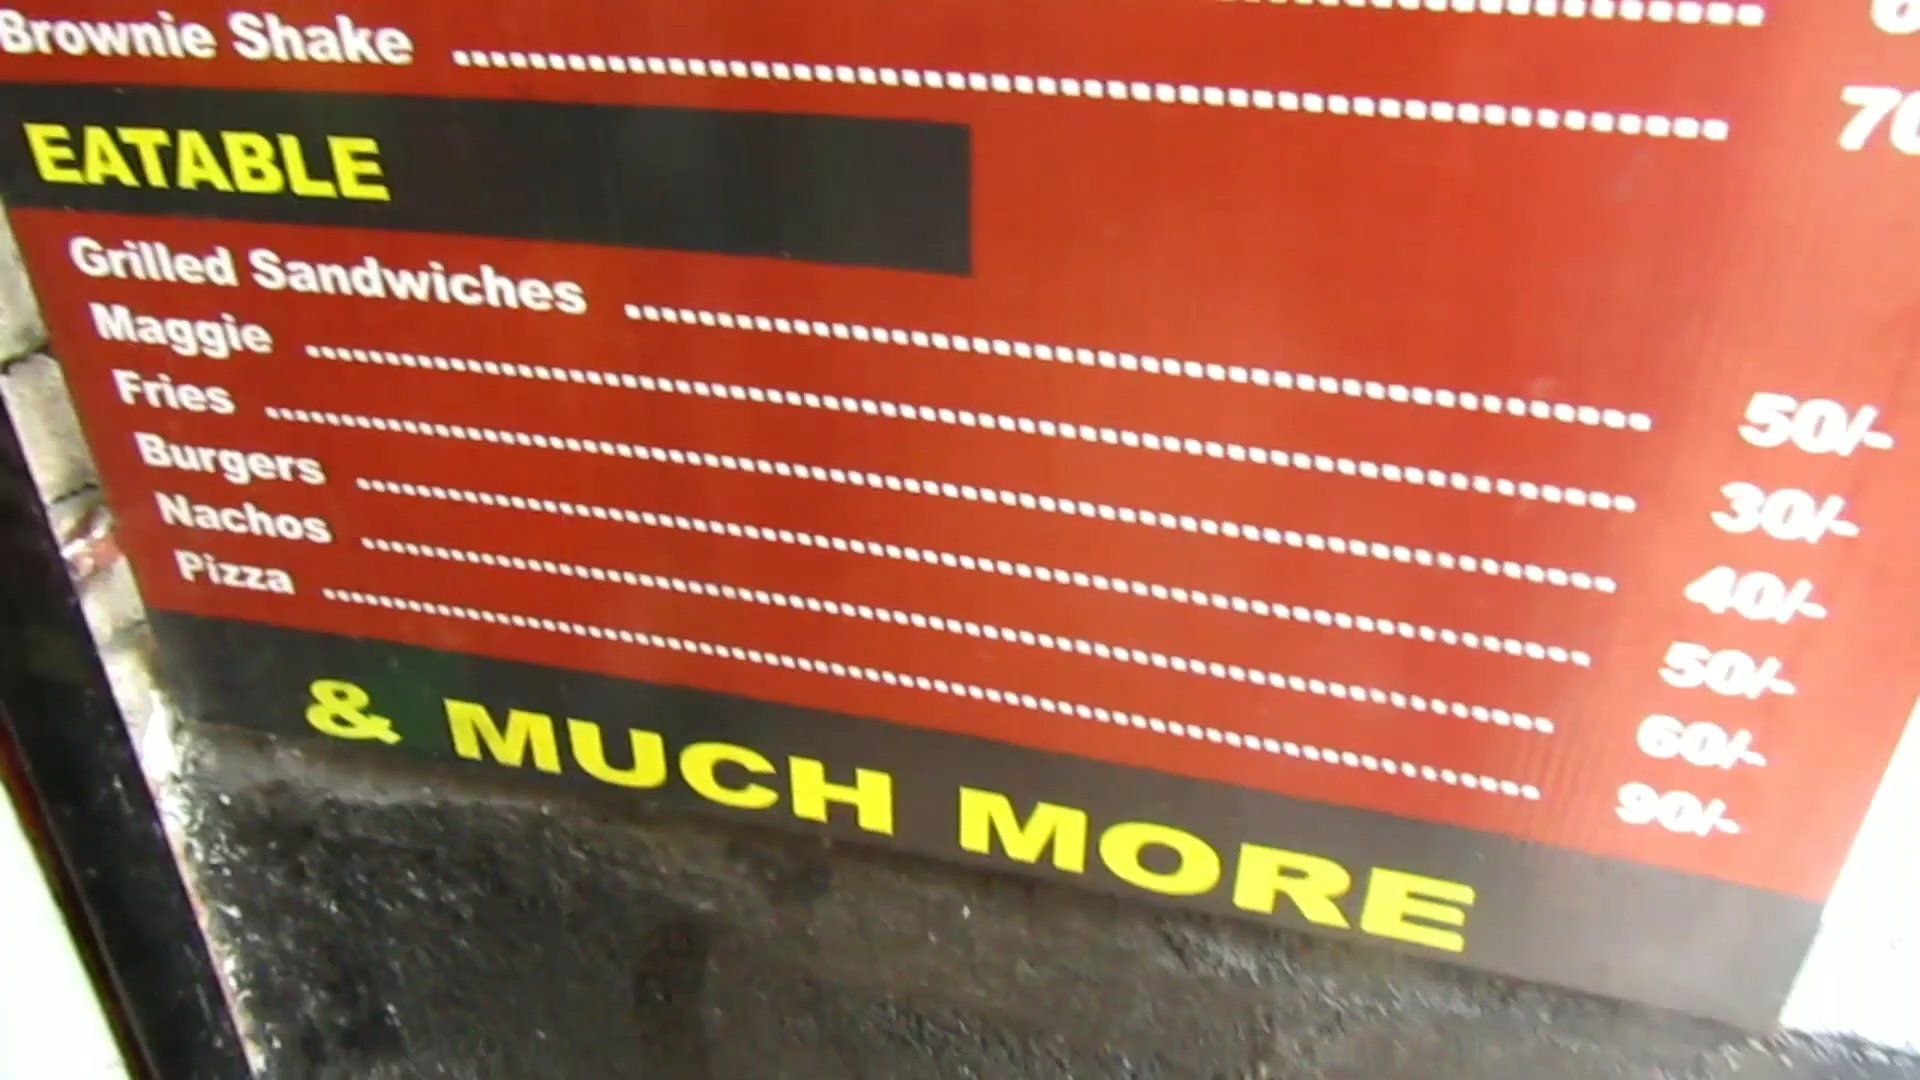 Brownie Shake ........................ 70
EATABLE
Grilled Sandwiches ........................ 50/-
Maggie ........................ 30/-
Fries ........................ 40/-
Burgers ........................ 50/-
Nachos ........................ 60/-
Pizza ........................ 90/-
& MUCH MORE